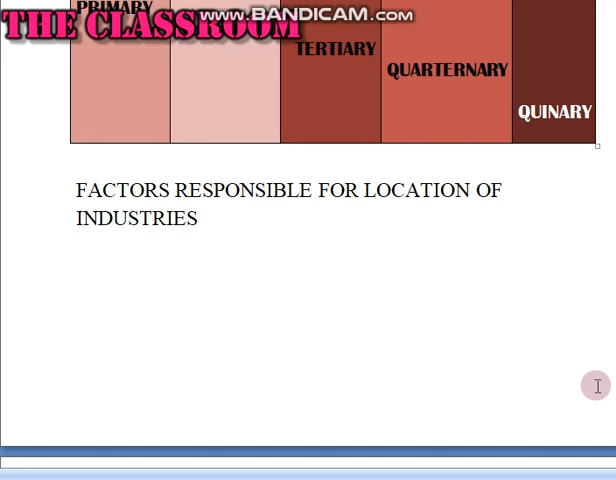 www.BANDICAM.com
PRIMARY
THE CLASSROOM
TERTIARY
QUARTERNARY
QUINARY
FACTORS RESPONSIBLE FOR LOCATION OF
INDUSTRIES